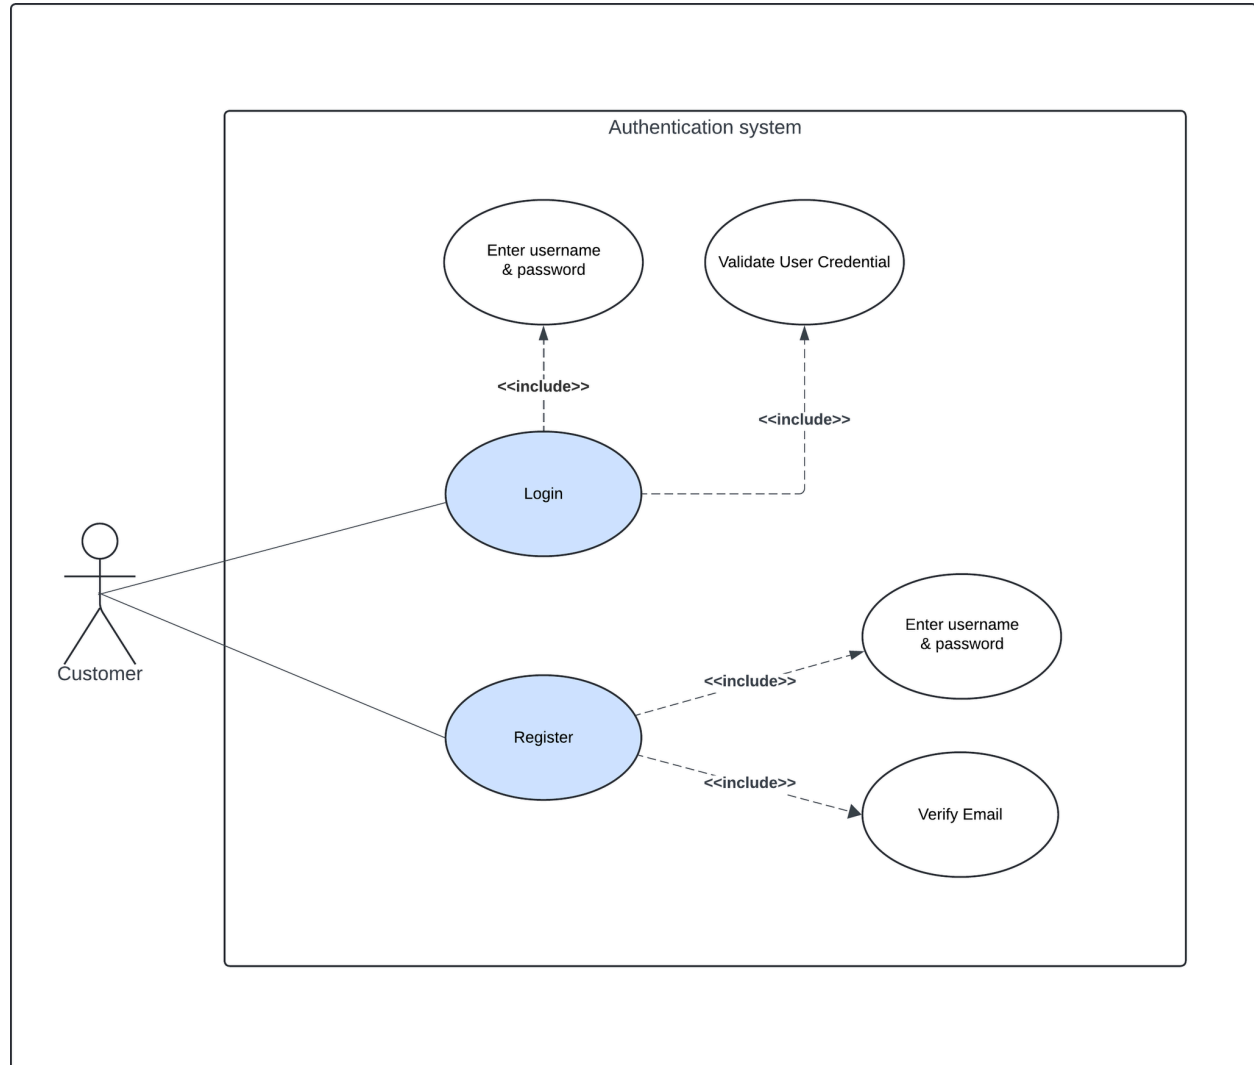 Authentication system
Enter username
& password
Validate User Credential
<<include>>
<<include>>
Login
Customer
Enter username
& password
<<include>>
Register
<<include>>
Verify Email